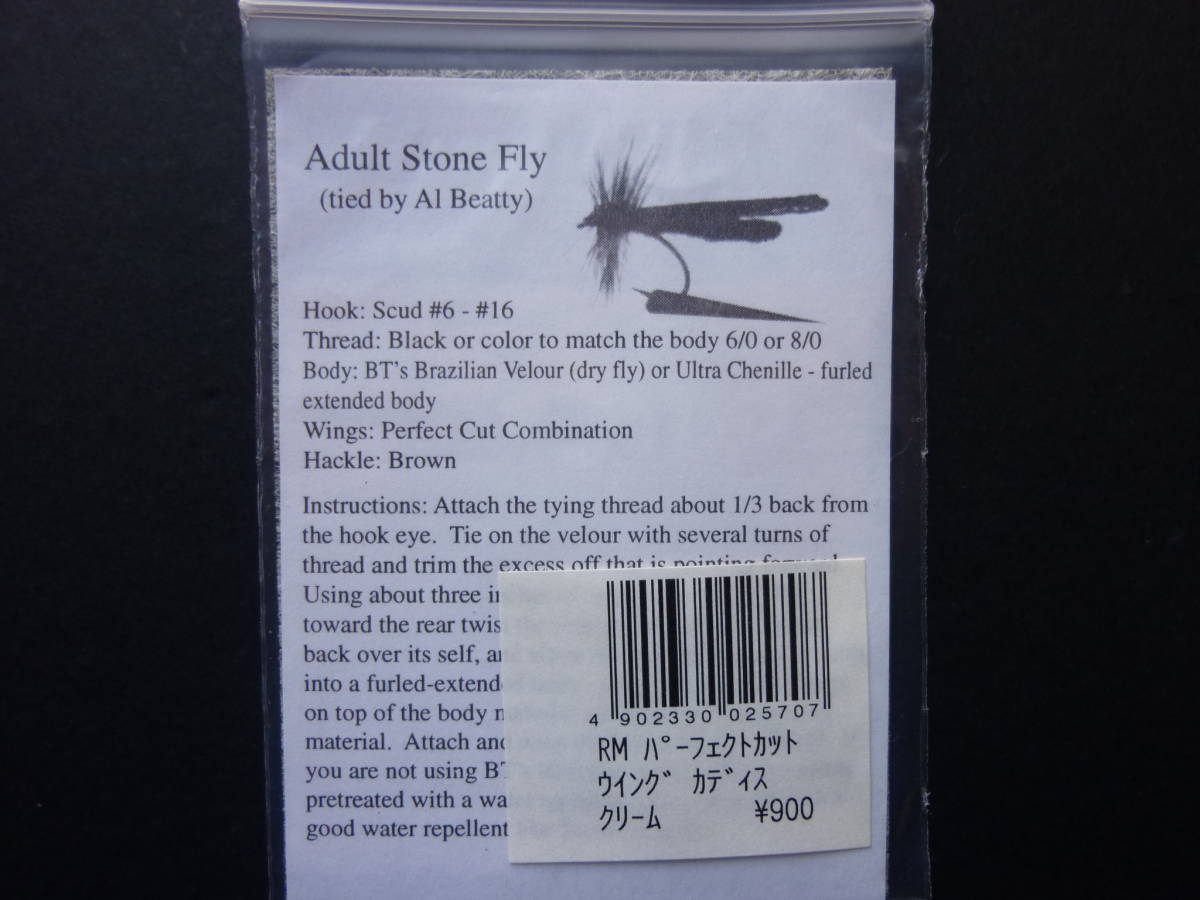 Adult Stone Fly
(tied by Al Beatty)
Hook: Scud #6 - #16
Thread: Black or color to match the body 6/0 or 8/0
Body: BT's Brazilian Velour (dry fly) or Ultra Chenille - furled
extended body
Wings: Perfect Cut Combination
Hackle: Brown
Instructions: Attach the tying thread about 1/3 back from
the hook eye. Tie on the velour with several turns of
thread and trim the excess off that is pointing forward
Using about three
toward the rear
back over its self,
into a
on top of the body
material. Attach
you are not using
pretreated with a
good water repellent
4 902330 025707
RM パーフェクトカット
ウイング カディス
クリーム ¥900